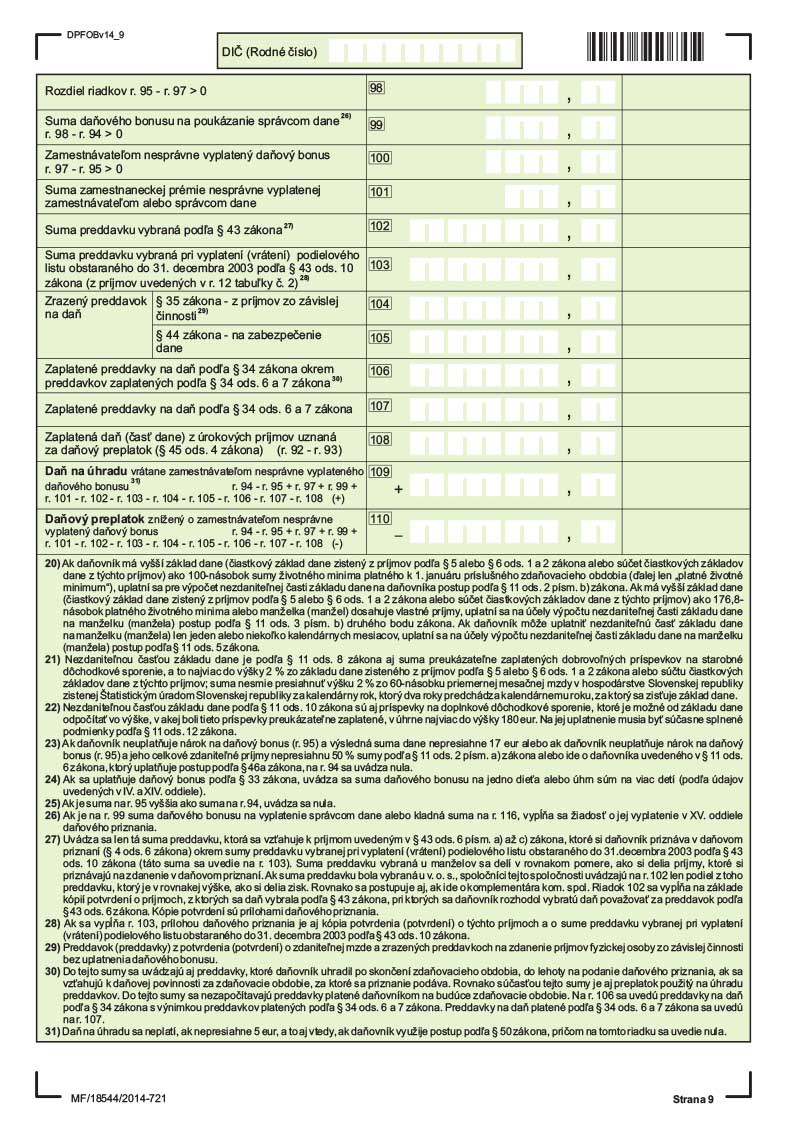 DPFOBv14_9
DIČ (Rodné číslo)
Rozdiel riadkov r. 95 - r. 97 > 0
98
,
Suma daňového bonusu na poukázanie správcom dane 26)
r. 98 - r. 94 > 0
99
,
Zamestnávateľom nesprávne vyplatený daňový bonus
r. 97 - r. 95 > 0
100
,
Suma zamestnaneckej prémie nesprávne vyplatenej
zamestnávateľom alebo správcom dane
101
,
Suma preddavku vybraná podľa § 43 zákona 27)
102
,
Suma preddavku vybraná pri vyplatení (vrátení) podielového
listu obstaraného do 31. decembra 2003 podľa § 43 ods. 10
zákona (z príjmov uvedených v r. 12 tabuľky č. 2) 28)
103
,
Zrazený preddavok
na daň
§ 35 zákona - z príjmov zo závislej
činnosti 29)
104
,
§ 44 zákona - na zabezpečenie
dane
105
,
Zaplatené preddavky na daň podľa § 34 zákona okrem
preddavkov zaplatených podľa § 34 ods. 6 a 7 zákona 30)
106
,
Zaplatené preddavky na daň podľa § 34 ods. 6 a 7 zákona
107
,
Zaplatená daň (časť dane) z úrokových príjmov uznaná
za daňový preplatok (§ 45 ods. 4 zákona) (r. 92 - r. 93)
108
,
Daň na úhradu vrátane zamestnávateľom nesprávne vyplateného
daňového bonusu 31) r. 94 - r. 95 + r. 97 + r. 99 +
r. 101 - r. 102 - r. 103 - r. 104 - r. 105 - r. 106 - r. 107 - r. 108 (+)
109
+ ,
Daňový preplatok znížený o zamestnávateľom nesprávne
vyplatený daňový bonus r. 94 - r. 95 + r. 97 + r. 99 +
r. 101 - r. 102 - r. 103 - r. 104 - r. 105 - r. 106 - r. 107 - r. 108 (-)
110
– ,
20) Ak daňovník má vyšší základ dane (čiastkový základ dane zistený z príjmov podľa § 5 alebo § 6 ods. 1 a 2 zákona alebo súčet čiastkových základov
dane z týchto príjmov) ako 100-násobok sumy životného minima platného k 1. januáru príslušného zdaňovacieho obdobia (ďalej len „platné životné
minimum“), uplatní sa pre výpočet nezdaniteľnej časti základu dane na daňovníka postup podľa § 11 ods. 2 písm. b) zákona. Ak má vyšší základ dane
(čiastkový základ dane zistený z príjmov podľa § 5 alebo § 6 ods. 1 a 2 zákona alebo súčet čiastkových základov dane z týchto príjmov) ako 176,8-
násobok platného životného minima alebo manželka (manžel) dosahuje vlastné príjmy, uplatní sa na účely výpočtu nezdaniteľnej časti základu dane
na manželku (manžela) postup podľa § 11 ods. 3 písm. b) druhého bodu zákona. Ak daňovník môže uplatniť nezdaniteľnú časť základu dane
na manželku (manžela) len jeden alebo niekoľko kalendárnych mesiacov, uplatní sa na účely výpočtu nezdaniteľnej časti základu dane na manželku
(manžela) postup podľa § 11 ods. 5 zákona.
21) Nezdaniteľnou časťou základu dane je podľa § 11 ods. 8 zákona aj suma preukázateľne zaplatených dobrovoľných príspevkov na starobné
dôchodkové sporenie, a to najviac do výšky 2 % zo základu dane zisteného z príjmov podľa § 5 alebo § 6 ods. 1 a 2 zákona alebo súčtu čiastkových
základov dane z týchto príjmov; suma nesmie presiahnuť výšku 2 % zo 60-násobku priemernej mesačnej mzdy v hospodárstve Slovenskej republiky
zistenej Štatistickým úradom Slovenskej republiky za kalendárny rok, ktorý dva roky predchádza kalendárnemu roku, za ktorý sa zisťuje základ dane.
22) Nezdaniteľnou časťou základu dane podľa § 11 ods. 10 zákona sú aj príspevky na doplnkové dôchodkové sporenie, ktoré je možné od základu dane
odpočítať vo výške, v akej boli tieto príspevky preukázateľne zaplatené, v úhrne najviac do výšky 180 eur. Na jej uplatnenie musia byť súčasne splnené
podmienky podľa § 11 ods. 12 zákona.
23) Ak daňovník neuplatňuje nárok na daňový bonus (r. 95) a výsledná suma dane nepresiahne 17 eur alebo ak daňovník neuplatňuje nárok na daňový
bonus (r. 95) a jeho celkové zdaniteľné príjmy nepresiahnu 50 % sumy podľa § 11 ods. 2 písm. a) zákona alebo ide o daňovníka uvedeného v § 11 ods.
6 zákona, ktorý uplatňuje postup podľa § 46a zákona, na r. 94 sa uvádza nula.
24) Ak sa uplatňuje daňový bonus podľa § 33 zákona, uvádza sa suma daňového bonusu na jedno dieťa alebo úhrn súm na viac detí (podľa údajov
uvedených v IV. a XIV. oddiele).
25) Ak je suma na r. 95 vyššia ako suma na r. 94, uvádza sa nula.
26) Ak je na r. 99 suma daňového bonusu na vyplatenie správcom dane alebo kladná suma na r. 116, vypĺňa sa žiadosť o jej vyplatenie v XV. oddiele
daňového priznania.
27) Uvádza sa len tá suma preddavku, ktorá sa vzťahuje k príjmom uvedeným v § 43 ods. 6 písm. a) až c) zákona, ktoré si daňovník priznáva v daňovom
priznaní (§ 4 ods. 6 zákona) okrem sumy preddavku vybranej pri vyplatení (vrátení) podielového listu obstaraného do 31.decembra 2003 podľa § 43
ods. 10 zákona (táto suma sa uvedie na r. 103). Suma preddavku vybraná u manželov sa delí v rovnakom pomere, ako si delia príjmy, ktoré si
priznávajú na zdanenie v daňovom priznaní. Ak suma preddavku bola vybraná u v. o. s., spoločníci tejto spoločnosti uvádzajú na r. 102 len podiel z toho
preddavku, ktorý je v rovnakej výške, ako si delia zisk. Rovnako sa postupuje aj, ak ide o komplementára kom. spol. Riadok 102 sa vypĺňa na základe
kópií potvrdení o príjmoch, z ktorých sa daň vybrala podľa § 43 zákona, pri ktorých sa daňovník rozhodol vybratú daň považovať za preddavok podľa
§ 43 ods. 6 zákona. Kópie potvrdení sú prílohami daňového priznania.
28) Ak sa vypĺňa r. 103, prílohou daňového priznania je aj kópia potvrdenia (potvrdení) o týchto príjmoch a o sume preddavku vybranej pri vyplatení
(vrátení) podielového listu obstaraného do 31. decembra 2003 podľa § 43 ods. 10 zákona.
29) Preddavok (preddavky) z potvrdenia (potvrdení) o zdaniteľnej mzde a zrazených preddavkoch na zdanenie príjmov fyzickej osoby zo závislej činnosti
bez uplatnenia daňového bonusu.
30) Do tejto sumy sa uvádzajú aj preddavky, ktoré daňovník uhradil po skončení zdaňovacieho obdobia, do lehoty na podanie daňového priznania, ak sa
vzťahujú k daňovej povinnosti za zdaňovacie obdobie, za ktoré sa priznanie podáva. Rovnako súčasťou tejto sumy je aj preplatok použitý na úhradu
preddavkov. Do tejto sumy sa nezapočítavajú preddavky platené daňovníkom na budúce zdaňovacie obdobie. Na r. 106 sa uvedú preddavky na daň
podľa § 34 zákona s výnimkou preddavkov platených podľa § 34 ods. 6 a 7 zákona. Preddavky na daň platené podľa § 34 ods. 6 a 7 zákona sa uvedú
na r. 107.
31) Daň na úhradu sa neplatí, ak nepresiahne 5 eur, a to aj vtedy, ak daňovník využije postup podľa § 50 zákona, pričom na tomto riadku sa uvedie nula.
MF/18544/2014-721
Strana 9